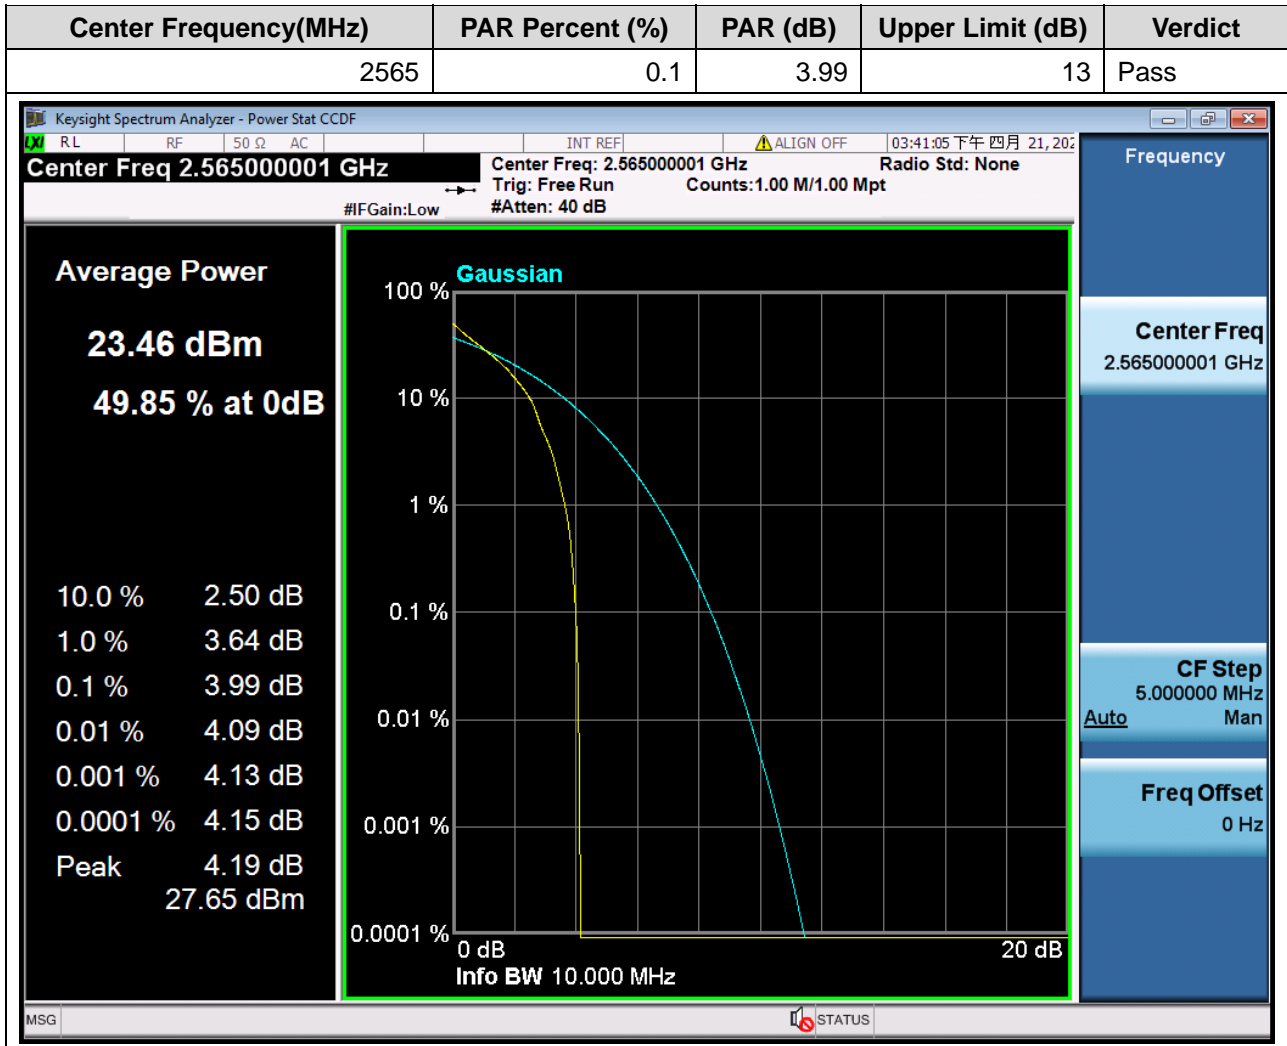 Center Frequency(MHz) PAR Percent (%) PAR (dB) Upper Limit (dB) Verdict
2565 0.1 3.99 13 Pass
Keysight Spectrum Analyzer - Power Stat CCDF
LXI RL RF 50 Ω AC INT REF ALIGN OFF 03:41:05下午 四月 21, 202
Center Freq 2.565000001 GHz
#IFGain:Low
Center Freq: 2.565000001 GHz Radio Std: None
Trig: Free Run Counts:1.00 M/1.00 Mpt
#Atten: 40 dB
Average Power
23.46 dBm
49.85 % at 0dB
10.0 % 2.50 dB
1.0 % 3.64 dB
0.1 % 3.99 dB
0.01 % 4.09 dB
0.001 % 4.13 dB
0.0001 % 4.15 dB
Peak 4.19 dB
27.65 dBm
Gaussian
100 %
10 %
1 %
0.1 %
0.01 %
0.001 %
0.0001 %
0 dB 20 dB
Info BW 10.000 MHz
Frequency
Center Freq
2.565000001 GHz
CF Step
5.000000 MHz
Auto Man
Freq Offset
0 Hz
MSG STATUS